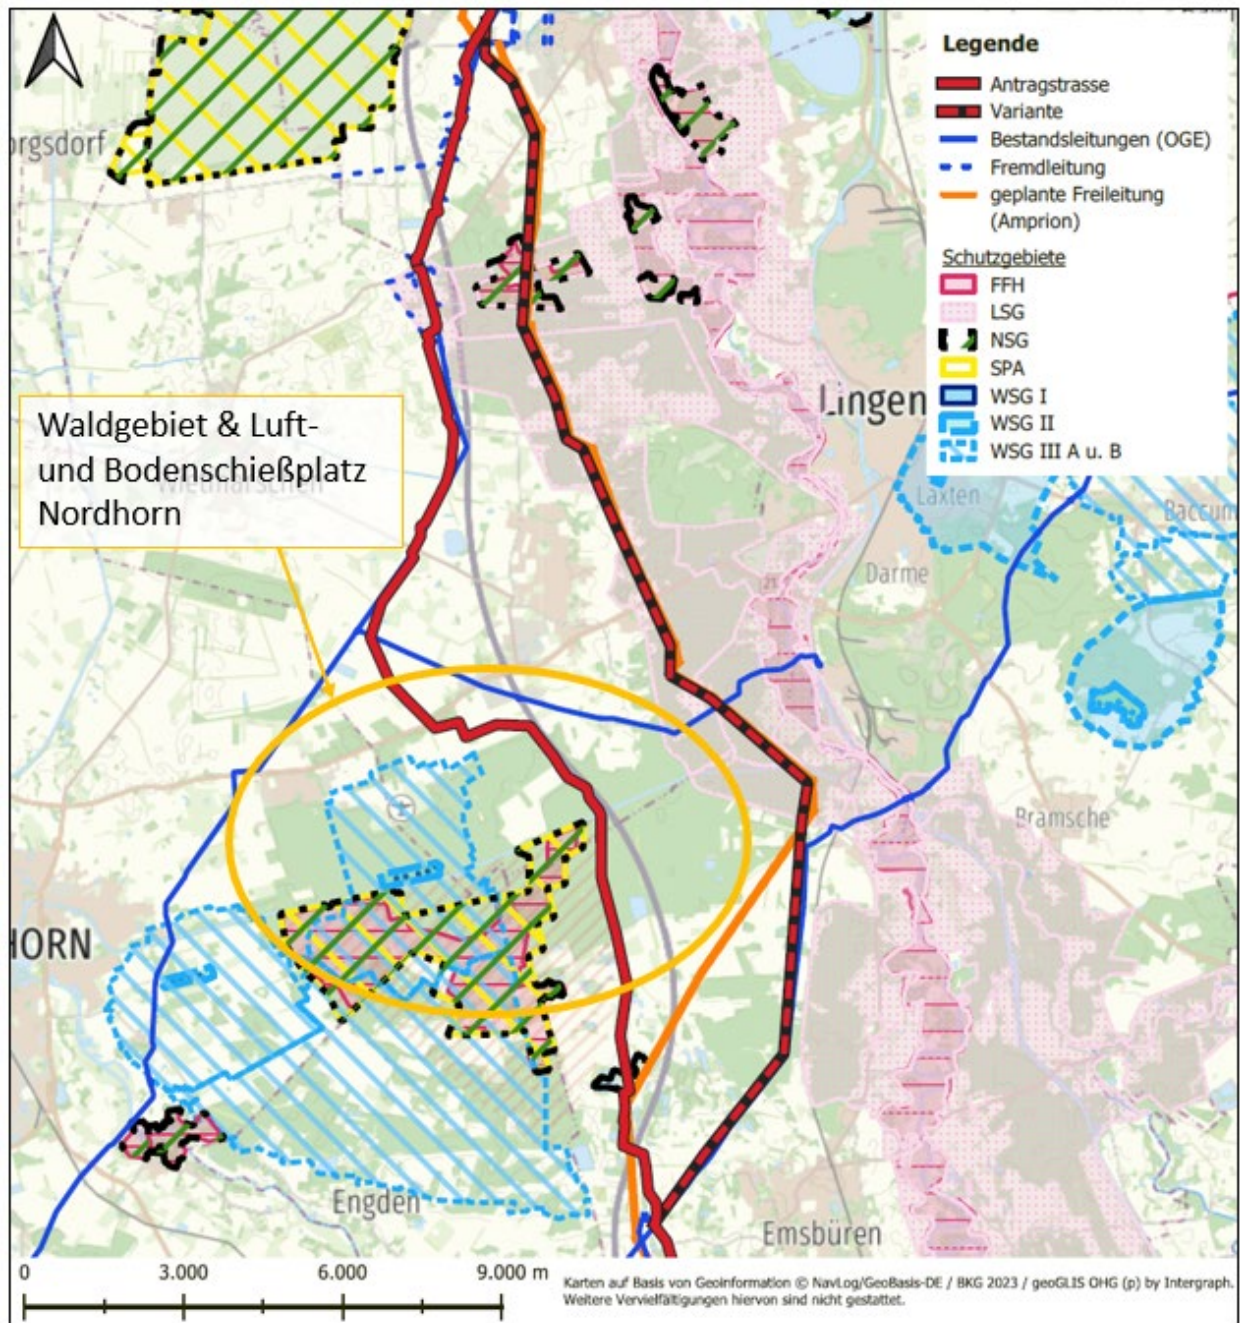 Legende
Antragstrasse
Variante
Bestandsleitungen (OGE)
Fremdleitung
geplante Freileitung
(Amprion)
Schutzgebiete
FFH
LSG
NSG
SPA
WSG I
WSG II
WSG III A u. B
orgsdorf
Lingen
Waldgebiet & Luft-
und Bodenschießplatz
Nordhorn
Laxten
Baccum
Darme
Bramsche
HORN
Engden
Emsbüren
0 3.000 6.000 9.000 m
Karten auf Basis von Geoinformation © NavLog/GeoBasis-DE / BKG 2023 / geoGLIS OHG (p) by Intergraph.
Weitere Vervielfältigungen hiervon sind nicht gestattet.